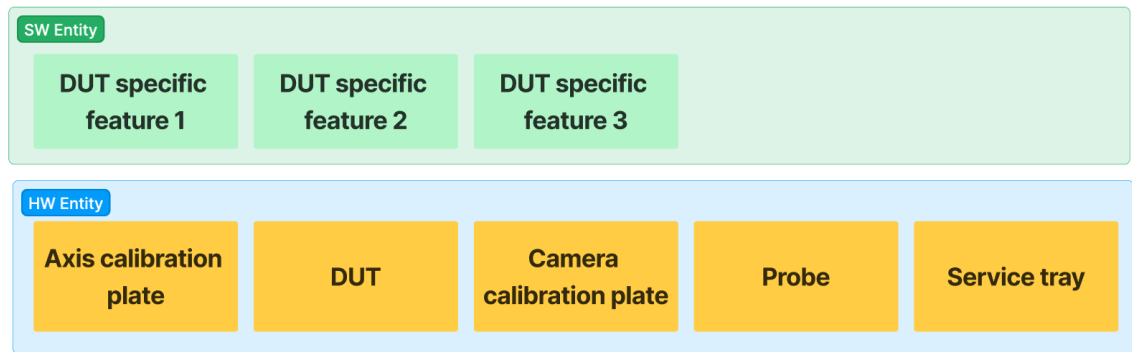 SW Entity
DUT specific
feature 1
DUT specific
feature 2
DUT specific
feature 3
HW Entity
Axis calibration
plate
DUT
Camera
calibration plate
Probe
Service tray